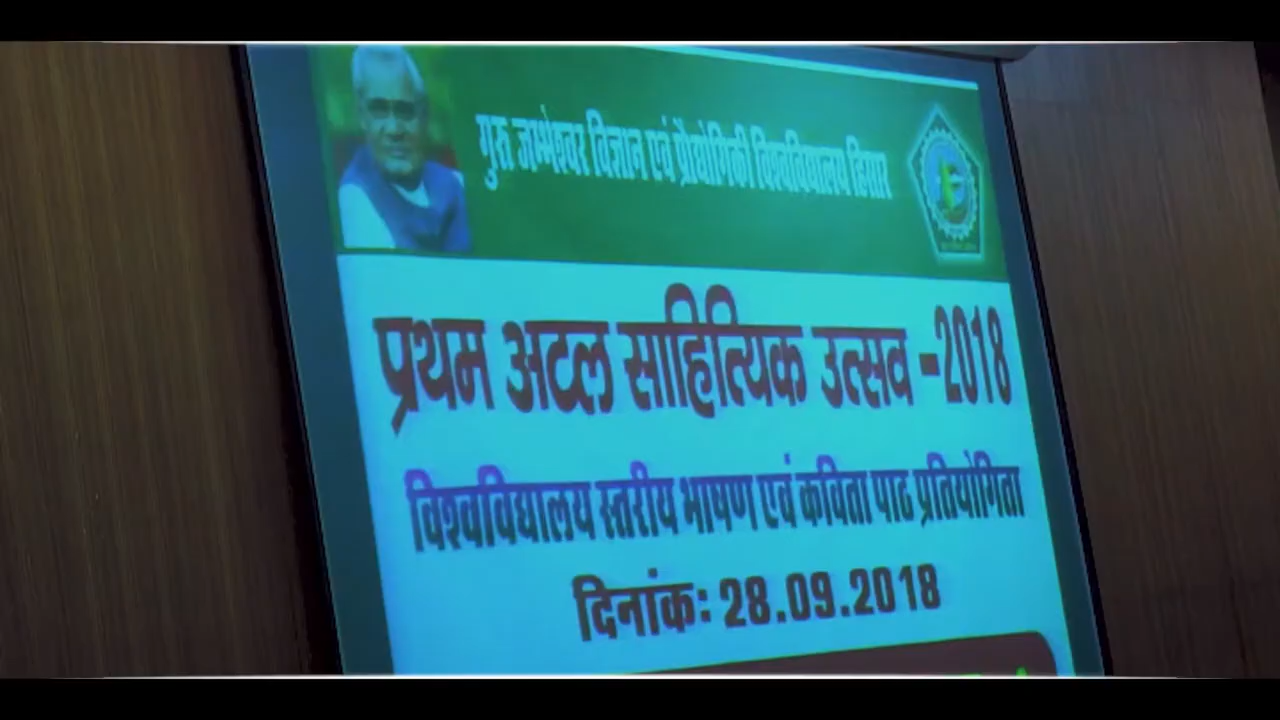 गुरु जम्भेश्वर विज्ञान एवं प्रौद्योगिकी विश्वविद्यालय हिसार
प्रथम अटल साहित्यिक उत्सव -2018
विश्वविद्यालय स्तरीय भाषण एवं कविता पाठ प्रतियोगिता
दिनांक: 28.09.2018